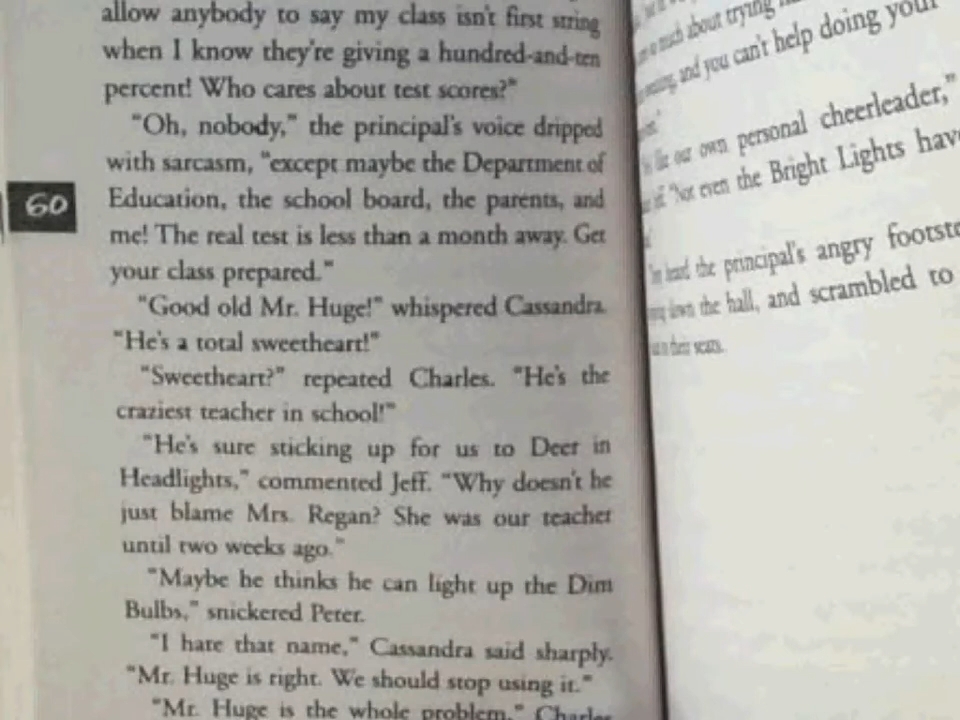 allow anybody to say my class isn't first string
when I know they're giving a hundred-and-ten
percent! Who cares about test scores?"
"Oh, nobody," the principal's voice dripped
with sarcasm, "except maybe the Department of
Education, the school board, the parents, and
me! The real test is less than a month away. Get
your class prepared."
"Good old Mr. Huge!" whispered Cassandra.
"He's a total sweetheart!"
"Sweetheart?" repeated Charles. "He's the
craziest teacher in school!"
"He's sure sticking up for us to Deer in
Headlights," commented Jeff. "Why doesn't he
just blame Mrs. Regan? She was our teacher
until two weeks ago."
"Maybe he thinks he can light up the Dim
Bulbs," snickered Peter.
"I hate that name," Cassandra said sharply.
"Mr. Huge is right. We should stop using it."
"Mr. Huge is the whole problem," Charles
60
much about trying
and you can't help doing your
our own personal cheerleader,"
"Not even the Bright Lights
heard the principal's angry
down the hall, and scrambled to
in their seats.